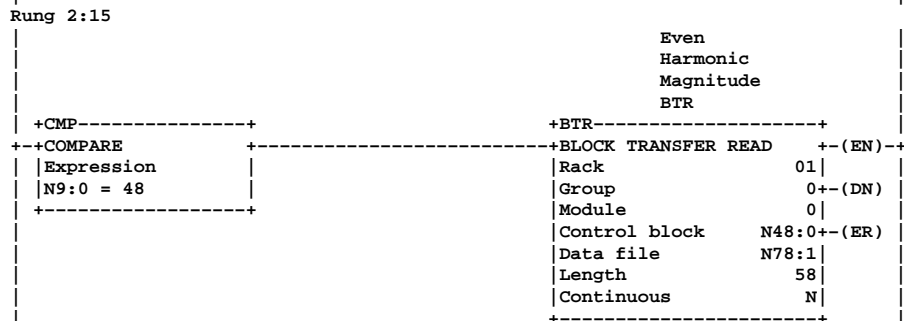 Rung 2:15
|                                                          Even                   |
|                                                          Harmonic               |
|                                                          Magnitude              |
|                                                          BTR                    |
| +CMP---------------+                          +BTR--------------------+         |
+-+COMPARE           +--------------------------+BLOCK TRANSFER READ    +-(EN)-+
| |Expression        |                          |Rack                 01|         |
| |N9:0 = 48         |                          |Group                 0+-(DN)    |
| +------------------+                          |Module                0|         |
|                                               |Control block     N48:0+-(ER)    |
|                                               |Data file         N78:1|         |
|                                               |Length               58|         |
|                                               |Continuous            N|         |
|                                               +-----------------------+         |